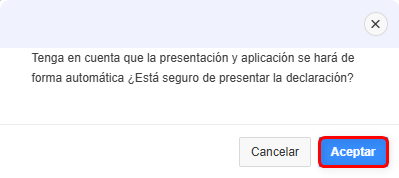 Tenga en cuenta que la presentación y aplicación se hará de
forma automática ¿Está seguro de presentar la declaración?
Cancelar
Aceptar